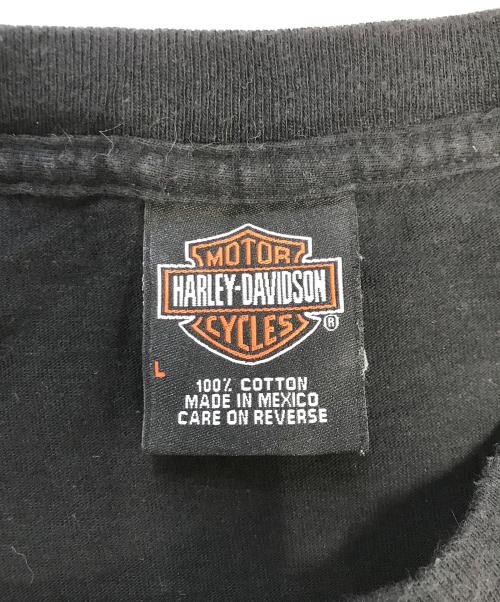 MOTOR
HARLEY-DAVIDSON
CYCLES
®
L
100% COTTON
MADE IN MEXICO
CARE ON REVERSE